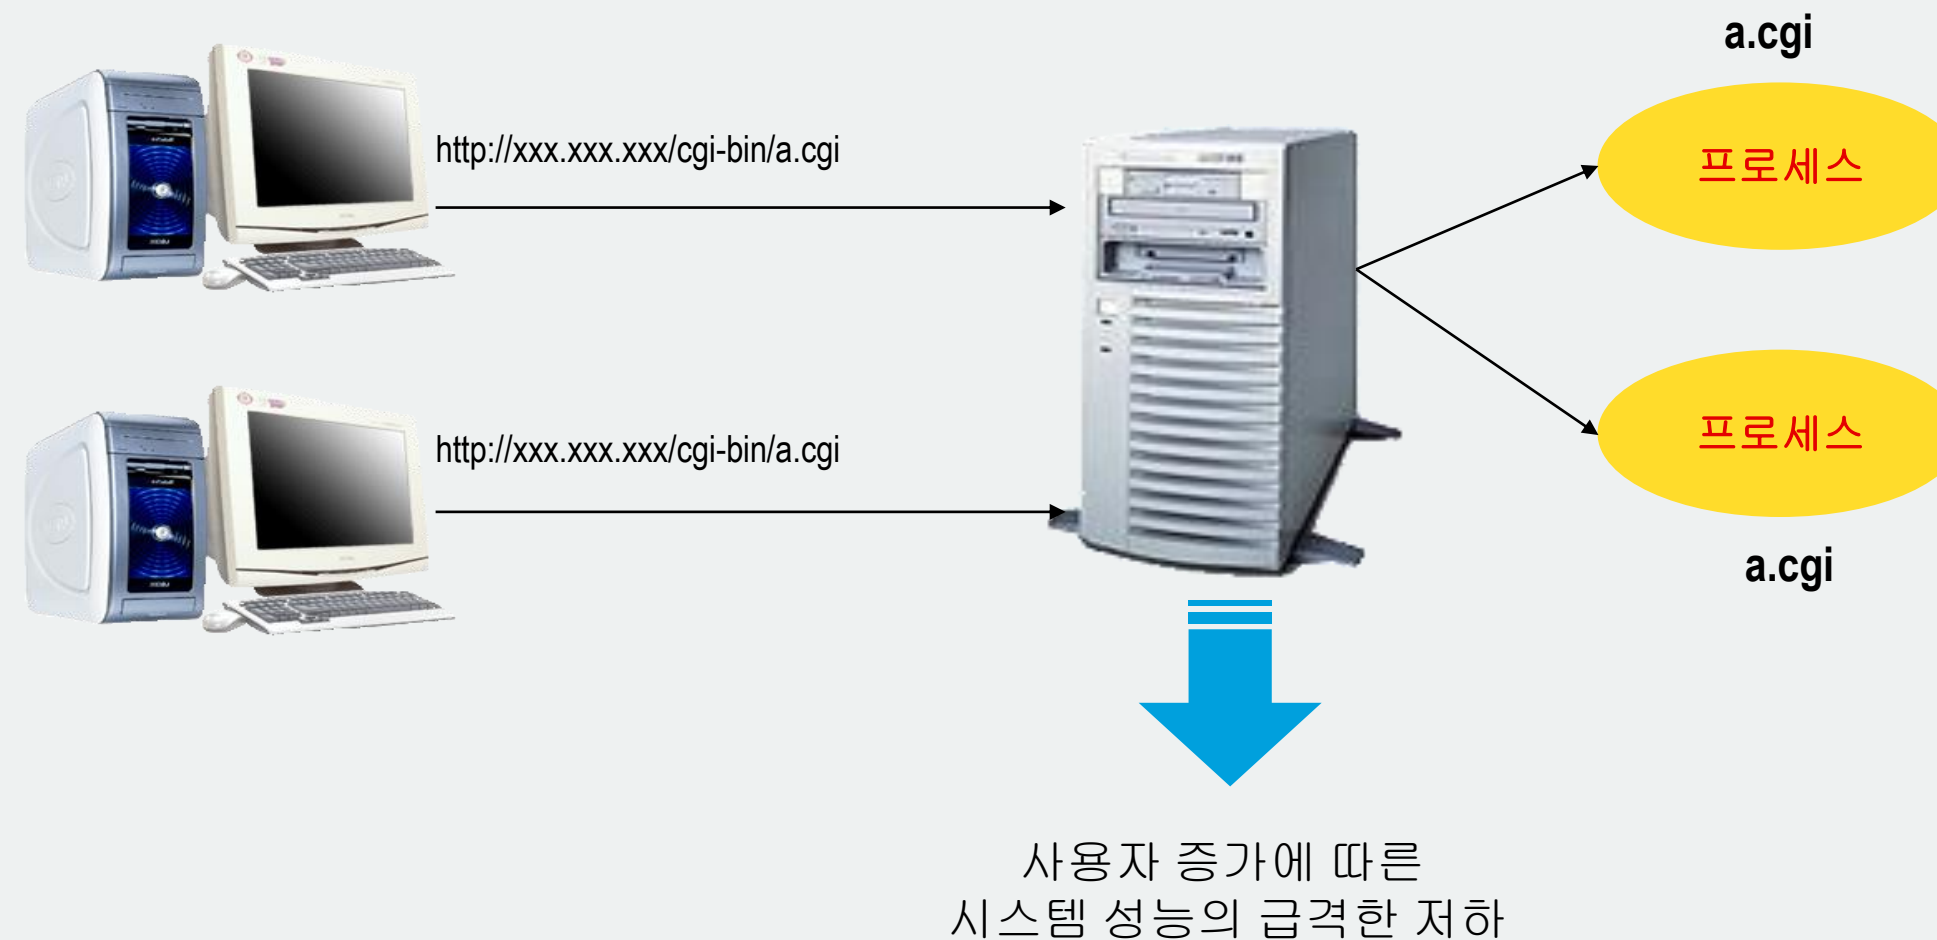 a.cgi
http://xxx.xxx.xxx/cgi-bin/a.cgi
프로세스
http://xxx.xxx.xxx/cgi-bin/a.cgi
프로세스
a.cgi
사용자 증가에 따른
시스템 성능의 급격한 저하